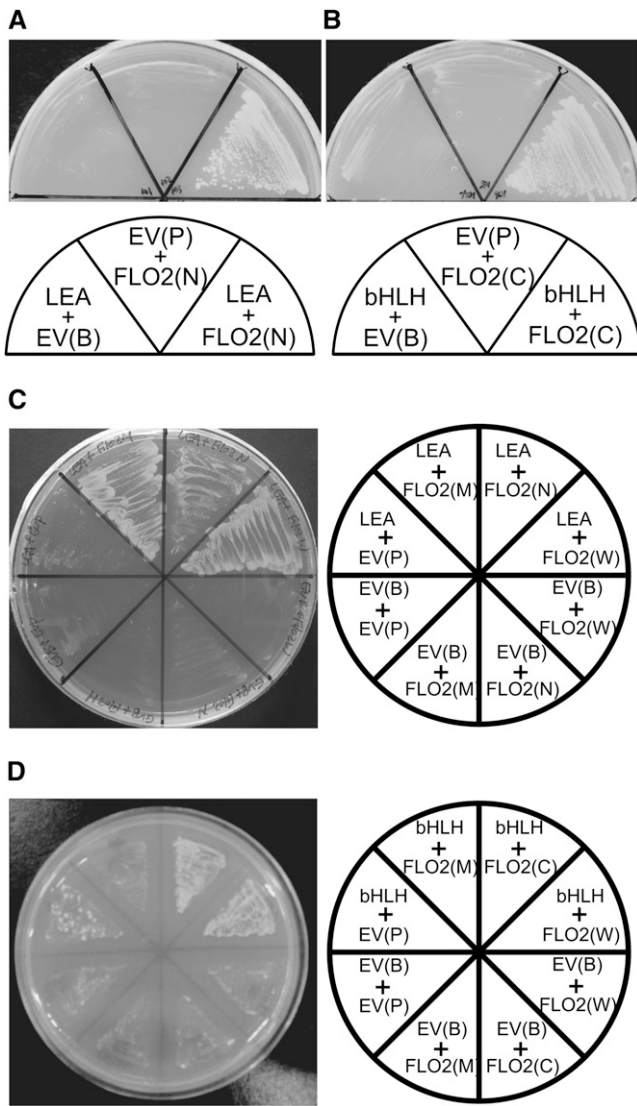 A
B
EV(P)
+
FLO2(N)
LEA
+
EV(B)
LEA
+
FLO2(N)
EV(P)
+
FLO2(C)
bHLH
+
EV(B)
bHLH
+
FLO2(C)
C
LEA
+
FLO2(M)
LEA
+
FLO2(N)
LEA
+
EV(P)
LEA
+
FLO2(W)
EV(B)
+
EV(P)
EV(B)
+
FLO2(W)
EV(B)
+
FLO2(M)
EV(B)
+
FLO2(N)
D
bHLH
+
FLO2(M)
bHLH
+
FLO2(C)
bHLH
+
EV(P)
bHLH
+
FLO2(W)
EV(B)
+
EV(P)
EV(B)
+
FLO2(W)
EV(B)
+
FLO2(M)
EV(B)
+
FLO2(C)